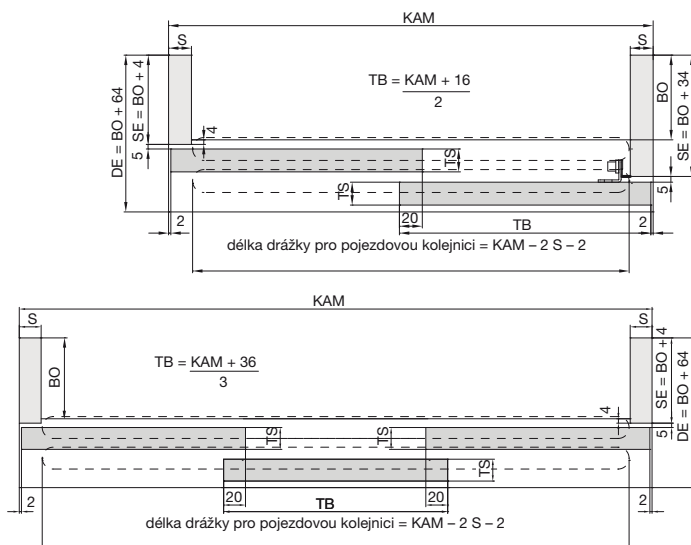 KAM
S
S
DE = BO + 64
SE = BO + 4
TB = KAM + 16
2
BO
SE = BO + 34
4
5
TS
TS
5
2
20
TB
2
délka drážky pro pojezdovou kolejnici = KAM – 2 S – 2
KAM
S
S
BO
TB = KAM + 36
3
SE = BO + 4
DE = BO + 64
4
5
TS
TS
TS
2
20
TB
20
2
délka drážky pro pojezdovou kolejnici = KAM – 2 S – 2